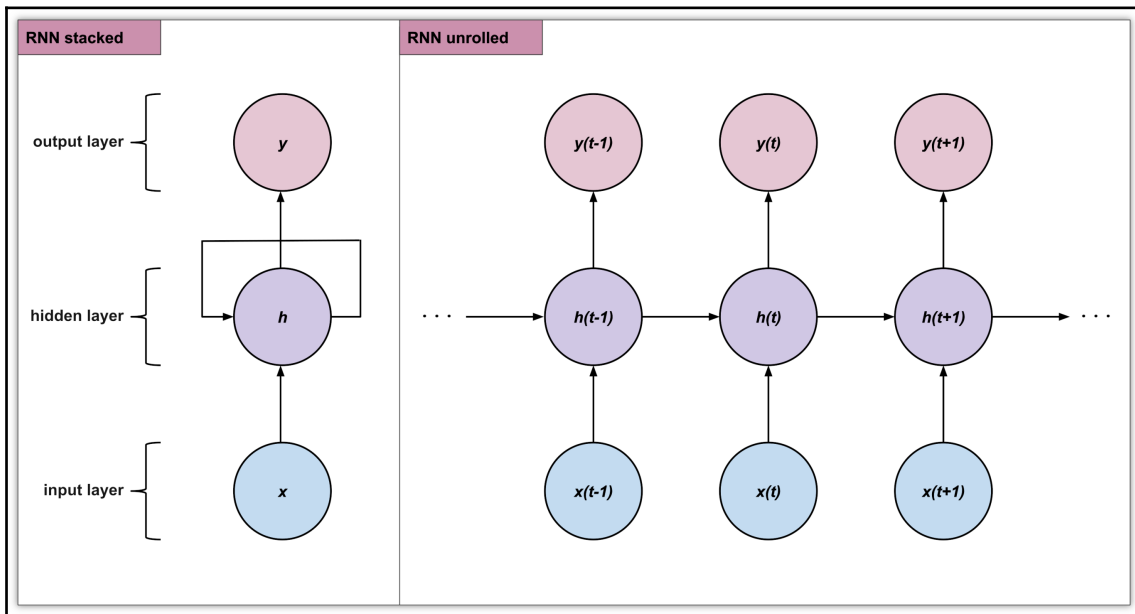 RNN stacked
RNN unrolled
output layer
y
y(t-1)
y(t)
y(t+1)
hidden layer
h
. . .
h(t-1)
h(t)
h(t+1)
. . .
input layer
x
x(t-1)
x(t)
x(t+1)